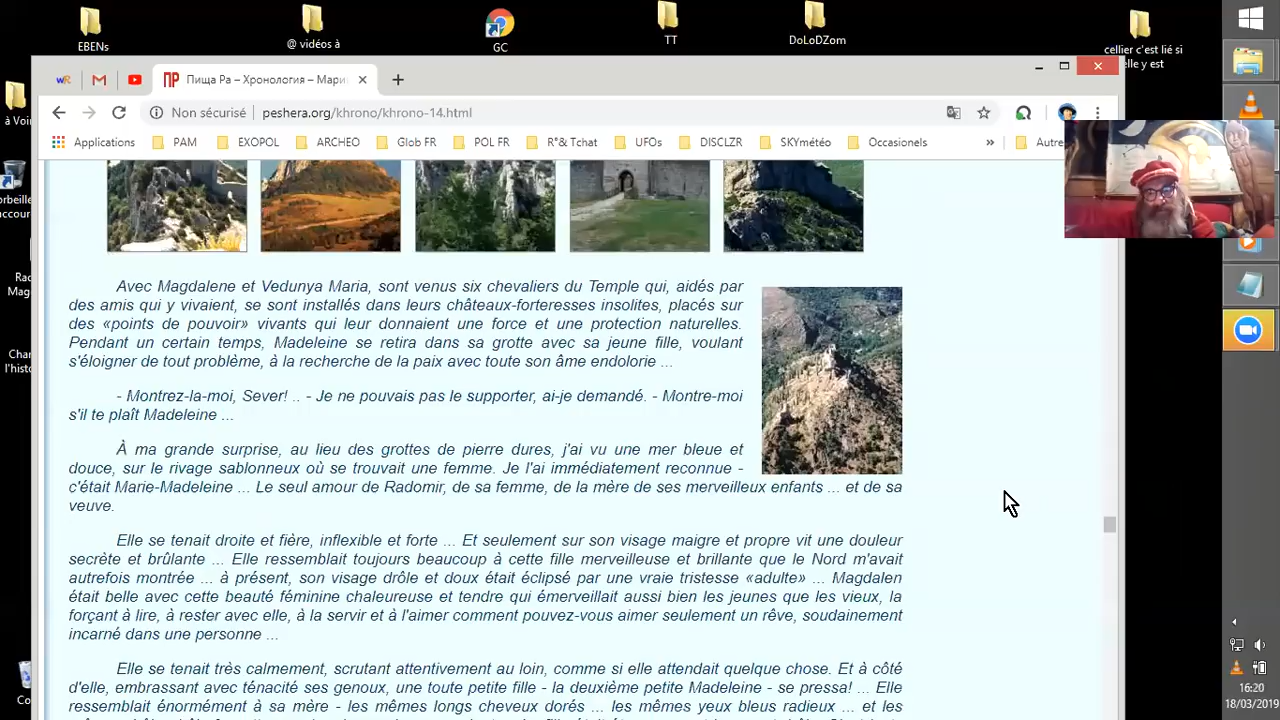 EBENs
@ vidéos à
GC
TT
DoLoDZom
cellier c'est lié si
elle y est
Пища Ра – Хронология – Мари
Non sécurisé
peshera.org/khrono/khrono-14.html
Applications
PAM
EXOPOL
ARCHEO
Glob FR
POL FR
R°& Tchat
UFOs
DISCLZR
SKYmétéo
Occasionels
»
Autre
à Voir
Avec Magdalene et Vedunya Maria, sont venus six chevaliers du Temple qui, aidés par
des amis qui y vivaient, se sont installés dans leurs châteaux-forteresses insolites, placés sur
des «points de pouvoir» vivants qui leur donnaient une force et une protection naturelles.
Pendant un certain temps, Madeleine se retira dans sa grotte avec sa jeune fille, voulant
s'éloigner de tout problème, à la recherche de la paix avec toute son âme endolorie ...
- Montrez-la-moi, Sever! .. - Je ne pouvais pas le supporter, ai-je demandé. - Montre-moi
s'il te plaît Madeleine ...
À ma grande surprise, au lieu des grottes de pierre dures, j'ai vu une mer bleue et
douce, sur le rivage sablonneux où se trouvait une femme. Je l'ai immédiatement reconnue -
c'était Marie-Madeleine ... Le seul amour de Radomir, de sa femme, de la mère de ses merveilleux enfants ... et de sa
veuve.
Elle se tenait droite et fière, inflexible et forte ... Et seulement sur son visage maigre et propre vit une douleur
secrète et brûlante ... Elle ressemblait toujours beaucoup à cette fille merveilleuse et brillante que le Nord m'avait
autrefois montrée ... à présent, son visage drôle et doux était éclipsé par une vraie tristesse «adulte» ... Magdalen
était belle avec cette beauté féminine chaleureuse et tendre qui émerveillait aussi bien les jeunes que les vieux, la
forçant à lire, à rester avec elle, à la servir et à l'aimer comment pouvez-vous aimer seulement un rêve, soudainement
incarné dans une personne ...
Elle se tenait très calmement, scrutant attentivement au loin, comme si elle attendait quelque chose. Et à côté
d'elle, embrassant avec ténacité ses genoux, une toute petite fille - la deuxième petite Madeleine - se pressa! ... Elle
ressemblait énormément à sa mère - les mêmes longs cheveux dorés ... les mêmes yeux bleus radieux ... et les
16:20
18/03/2019